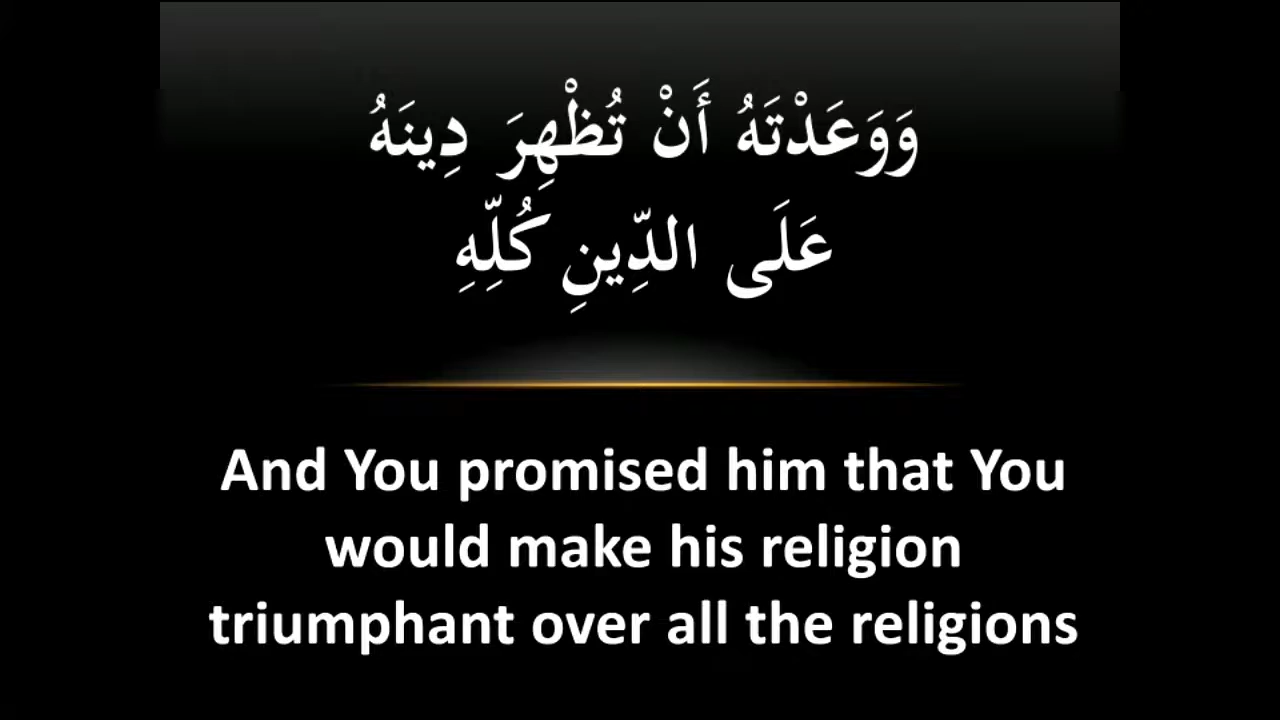 وَوَعَدْتَهُ أَنْ تُظْهِرَ دِينَهُ
عَلَى الدِّينِ كُلِّهِ
And You promised him that You
would make his religion
triumphant over all the religions